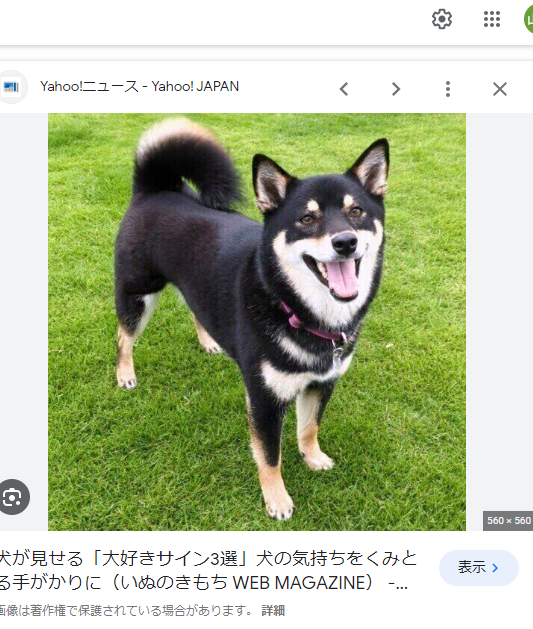 Yahoo!ニュース - Yahoo! JAPAN
560 × 560
犬が見せる「大好きサイン3選」犬の気持ちをくみと
る手がかりに（いぬのきもち WEB MAGAZINE） -...
表示
画像は著作権で保護されている場合があります。 詳細